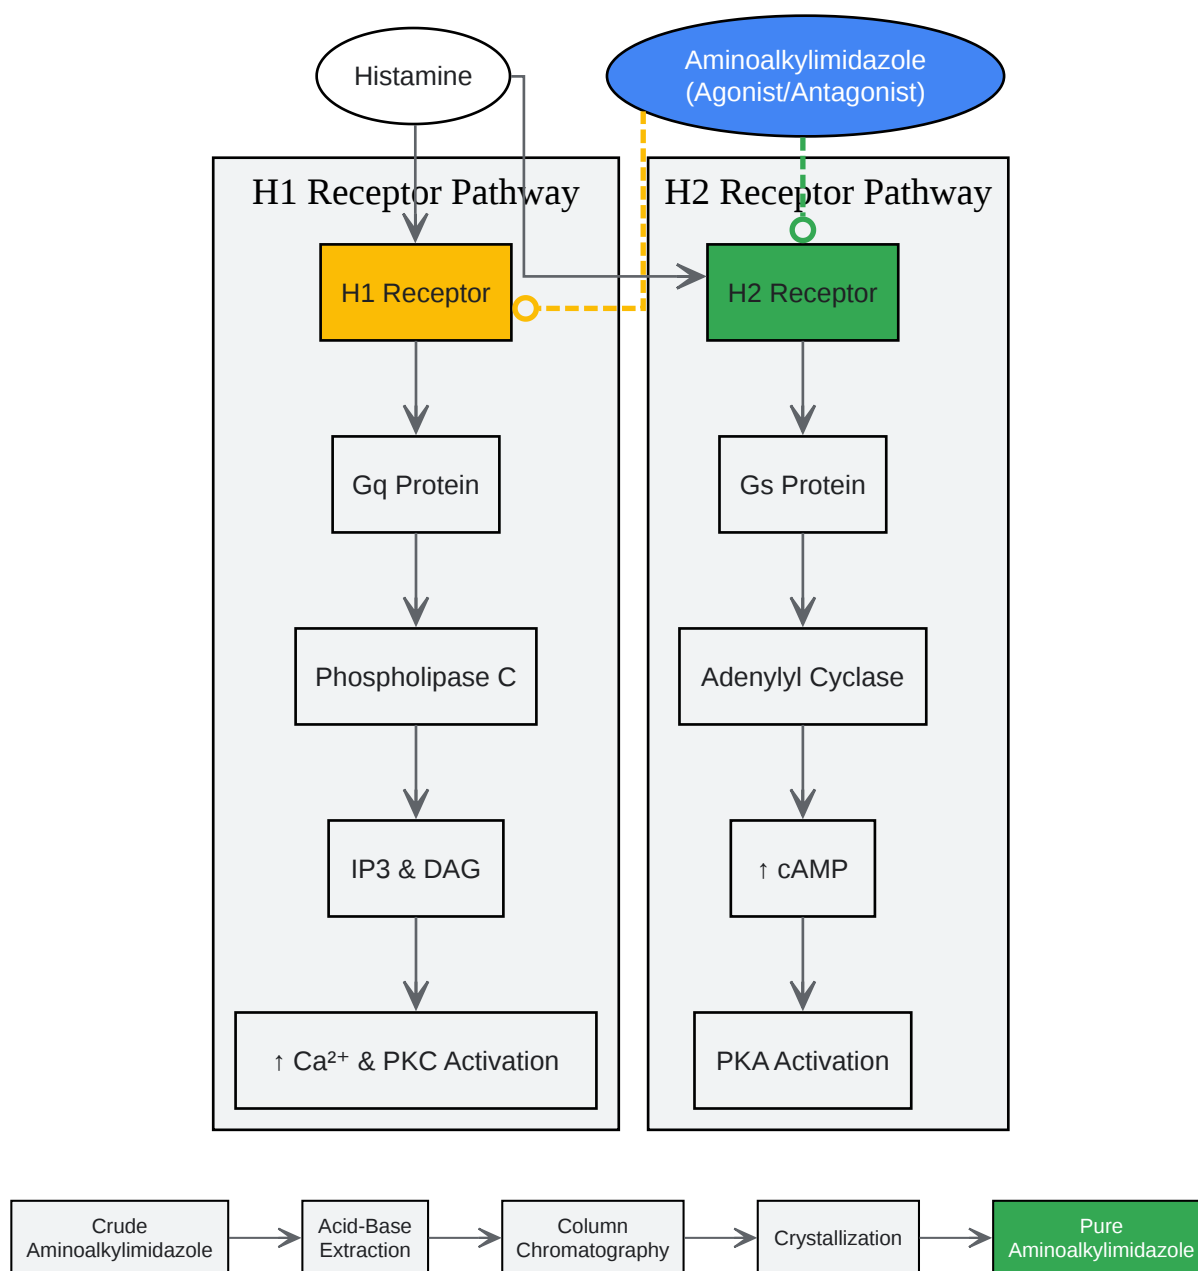 Histamine
Aminoalkylimidazole
(Agonist/Antagonist)
H1 Receptor Pathway
H2 Receptor Pathway
H1 Receptor
H2 Receptor
Gq Protein
Gs Protein
Phospholipase C
Adenylyl Cyclase
IP3 & DAG
↑ cAMP
↑ Ca²⁺ & PKC Activation
PKA Activation
Crude
Aminoalkylimidazole
Acid-Base
Extraction
Column
Chromatography
Crystallization
Pure
Aminoalkylimidazole